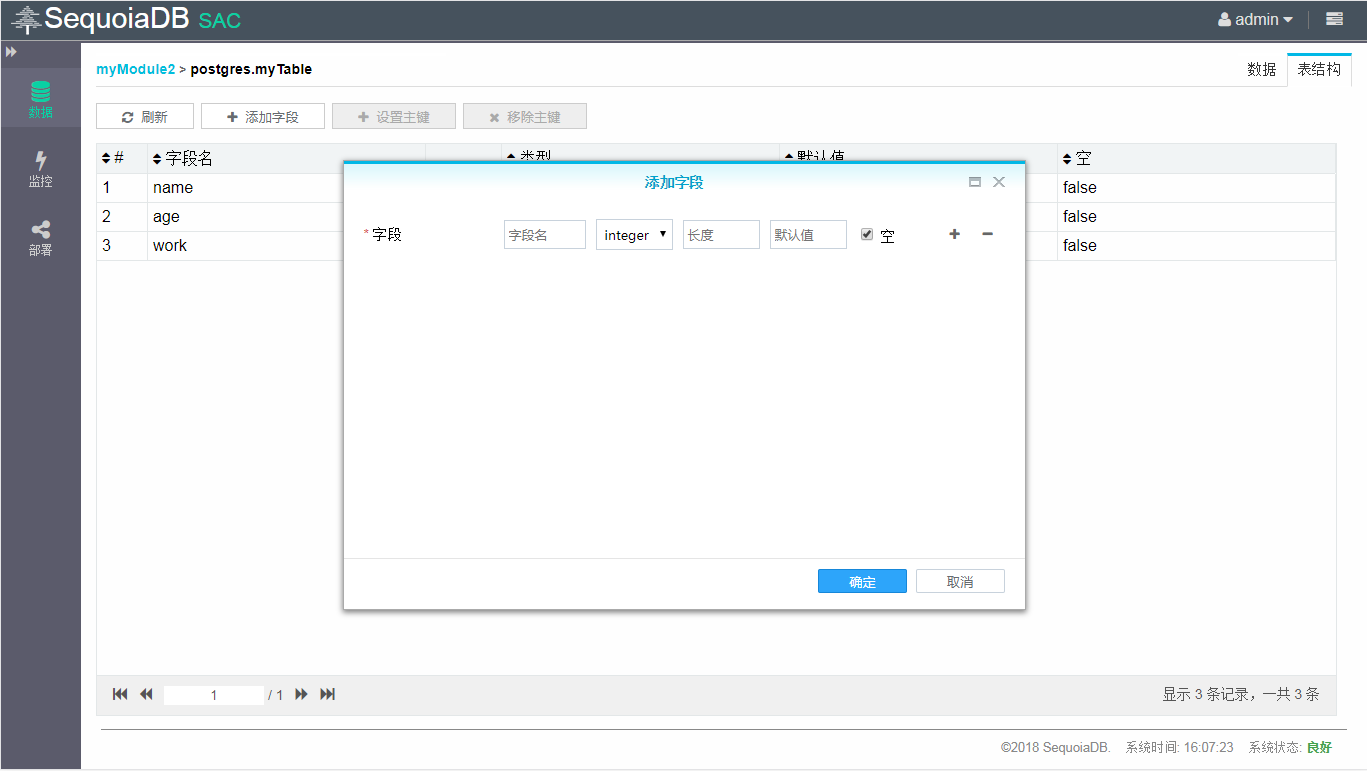 SequoiaDB SAC
admin
myModule2 > postgres.myTable
数据 表结构
刷新 添加字段 设置主键 移除主键
# 字段名 类型 默认值 空
1 name false
2 age false
3 work false
数据
监控
部署
添加字段
* 字段 字段名 integer 长度 默认值 空
确定 取消
1 / 1 显示 3 条记录，一共 3 条
©2018 SequoiaDB. 系统时间: 16:07:23 系统状态: 良好